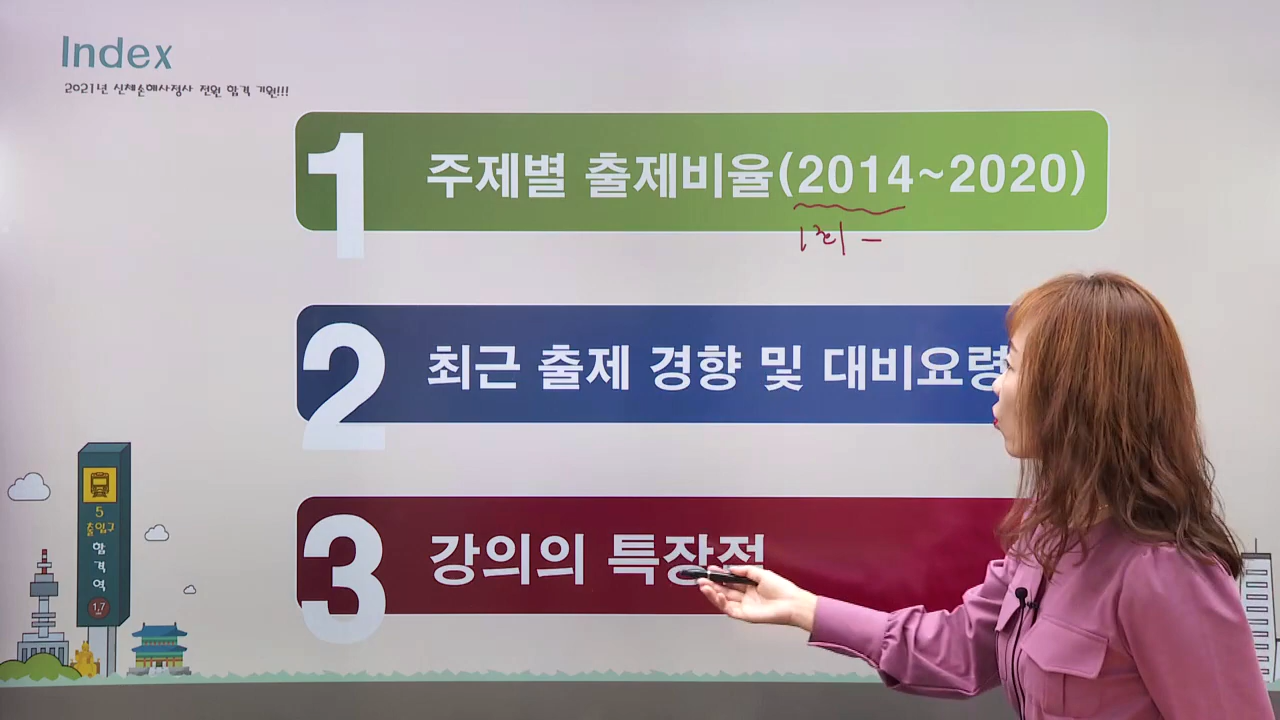 Index
2021년 신체손해사정사 전원 합격 기원!!!
1 주제별 출제비율(2014~2020)
1회 -
2 최근 출제 경향 및 대비요령
3 강의의 특장점
5
출입구
합
격
역
1,7